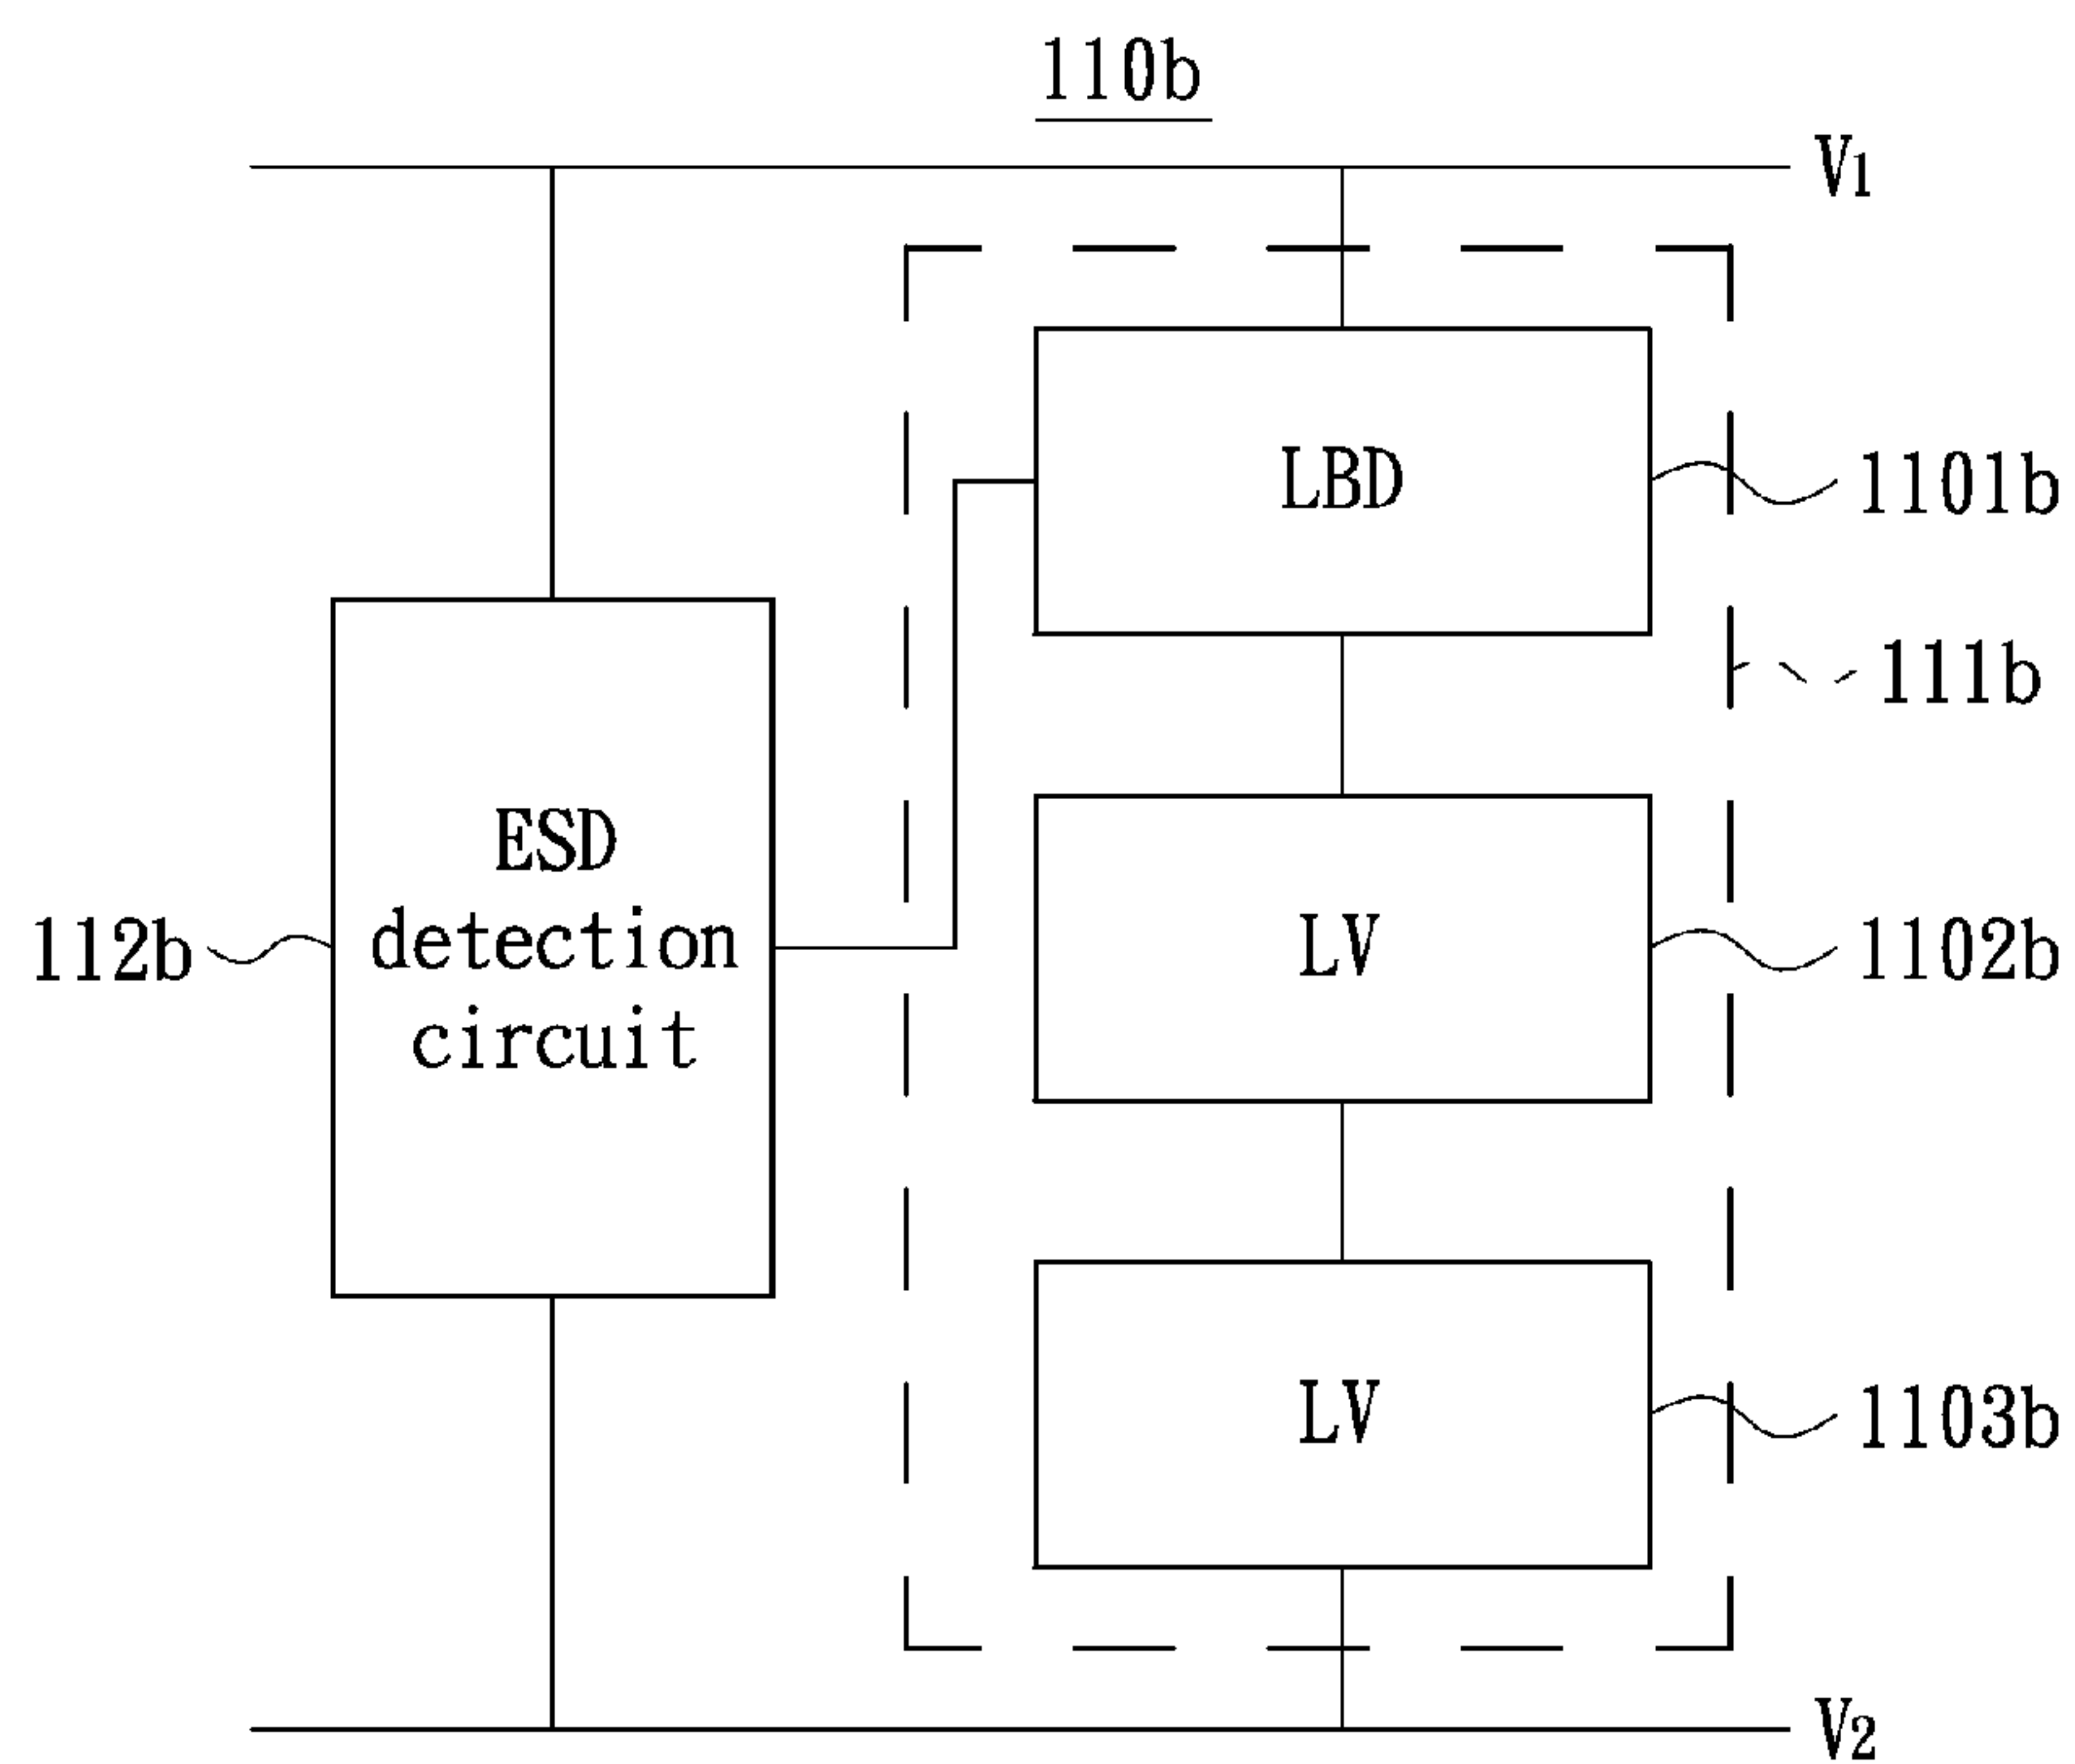 110b
V1
LBD
1101b
111b
ESD
detection
circuit
112b
LV
1102b
LV
1103b
V2